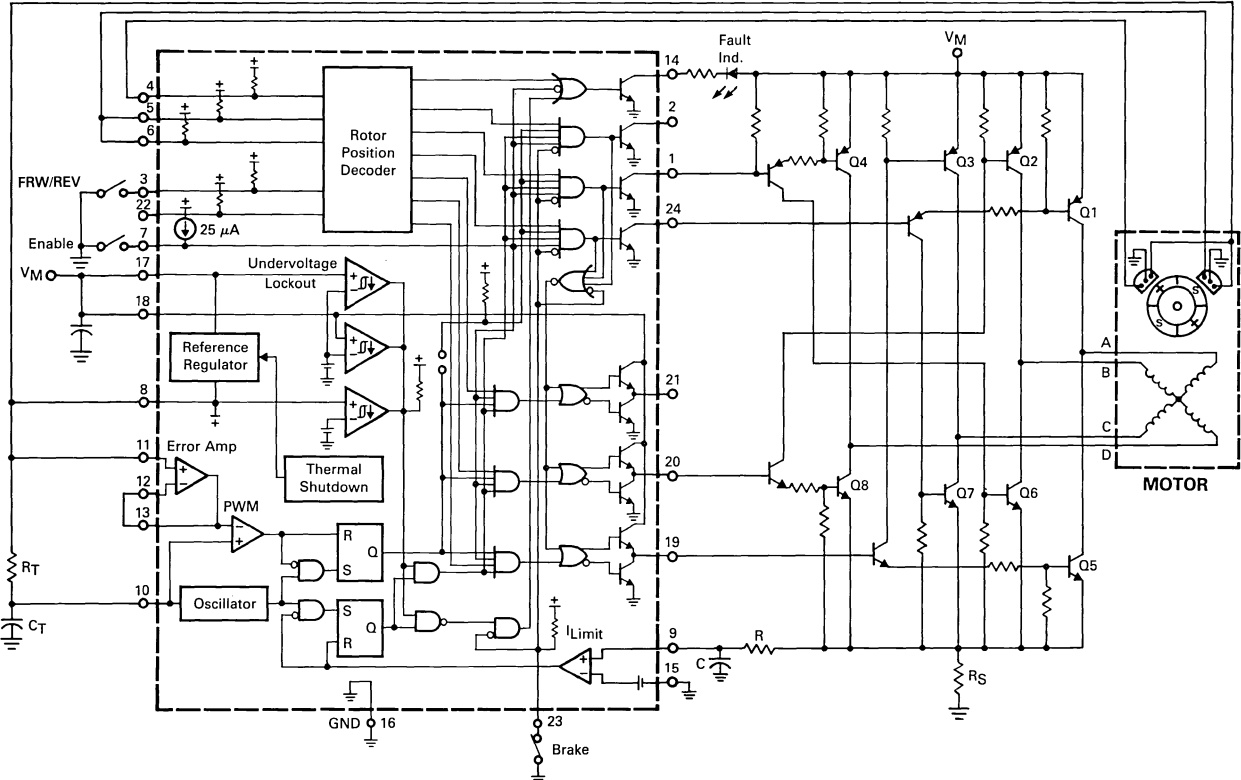 14
Fault
Ind.
VM
4
5
6
2
Rotor
Position
Decoder
1
Q4
Q3
Q2
FRW/REV
3
22
25 μA
24
Q1
Enable
7
VM
17
Undervoltage
Lockout
18
Reference
Regulator
S
S
A
B
8
21
C
D
11
Error Amp
12
Thermal
Shutdown
20
MOTOR
Q8
Q7
Q6
13
PWM
R
Q
S
19
RT
Q5
10
Oscillator
S
Q
R
CT
ILimit
9
R
C
15
RS
GND
16
23
Brake